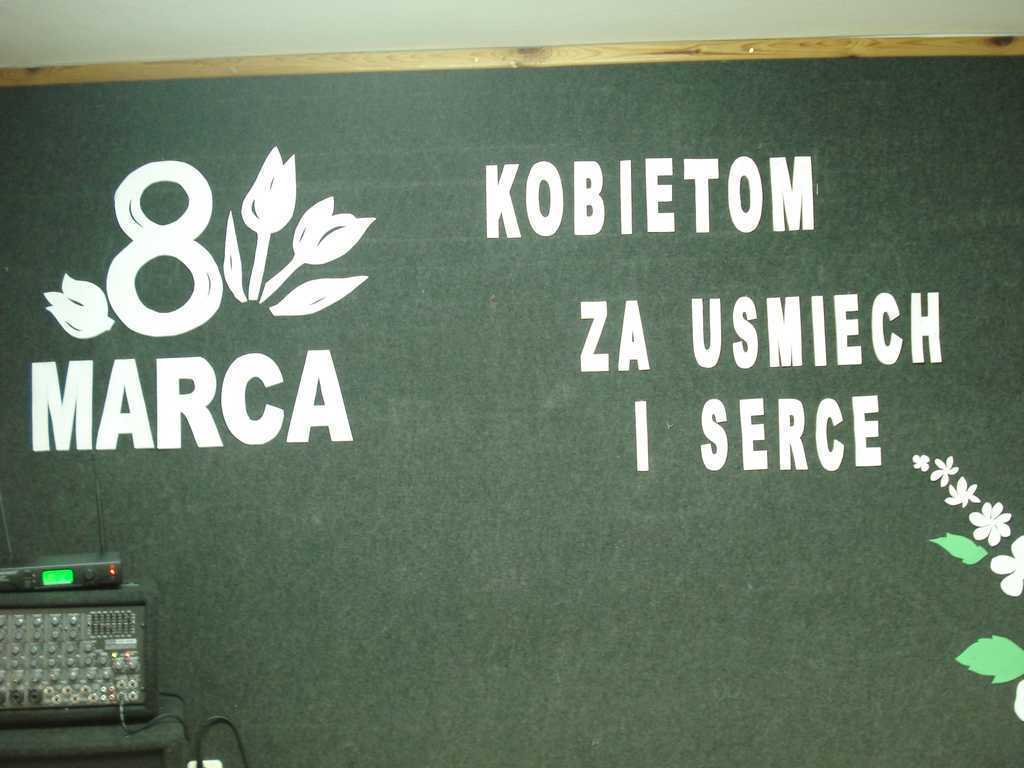 8
MARCA
KOBIETOM
ZA USMIECH
I SERCE